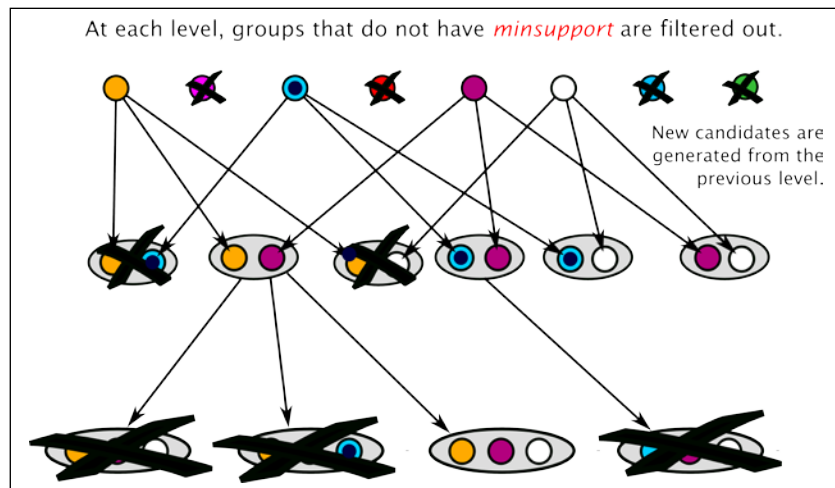 At each level, groups that do not have minsupport are filtered out.
New candidates are
generated from the
previous level.